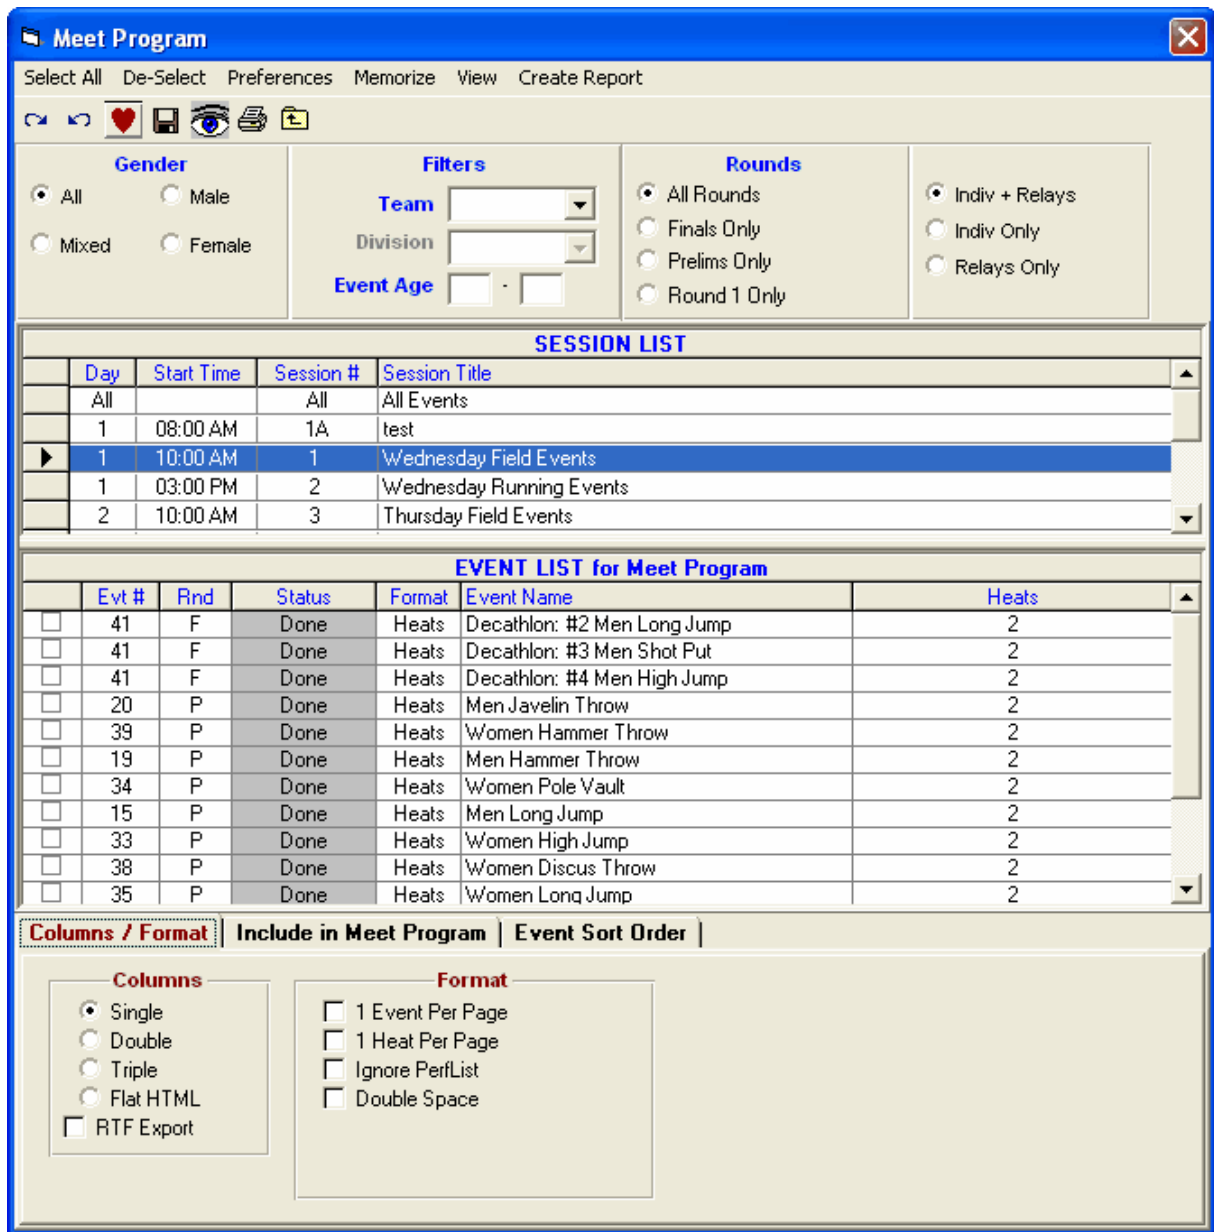 Meet Program
Select All De-Select Preferences Memorize View Create Report
Gender
All Male
Mixed Female
Filters
Team
Division
Event Age -
Rounds
All Rounds
Finals Only
Prelims Only
Round 1 Only
Indiv + Relays
Indiv Only
Relays Only
SESSION LIST
Day Start Time Session # Session Title
All All All Events
1 08:00 AM 1A test
1 10:00 AM 1 Wednesday Field Events
1 03:00 PM 2 Wednesday Running Events
2 10:00 AM 3 Thursday Field Events
EVENT LIST for Meet Program
Evt # Rnd Status Format Event Name Heats
41 F Done Heats Decathlon: #2 Men Long Jump 2
41 F Done Heats Decathlon: #3 Men Shot Put 2
41 F Done Heats Decathlon: #4 Men High Jump 2
20 P Done Heats Men Javelin Throw 2
39 P Done Heats Women Hammer Throw 2
19 P Done Heats Men Hammer Throw 2
34 P Done Heats Women Pole Vault 2
15 P Done Heats Men Long Jump 2
33 P Done Heats Women High Jump 2
38 P Done Heats Women Discus Throw 2
35 P Done Heats Women Long Jump 2
Columns / Format Include in Meet Program Event Sort Order
Columns
Single
Double
Triple
Flat HTML
RTF Export
Format
1 Event Per Page
1 Heat Per Page
Ignore PerfList
Double Space